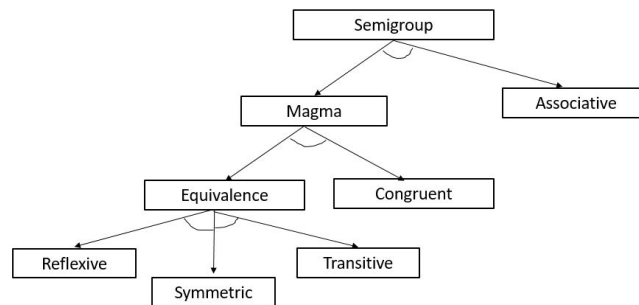 Semigroup
Magma
Associative
Equivalence
Congruent
Reflexive
Symmetric
Transitive